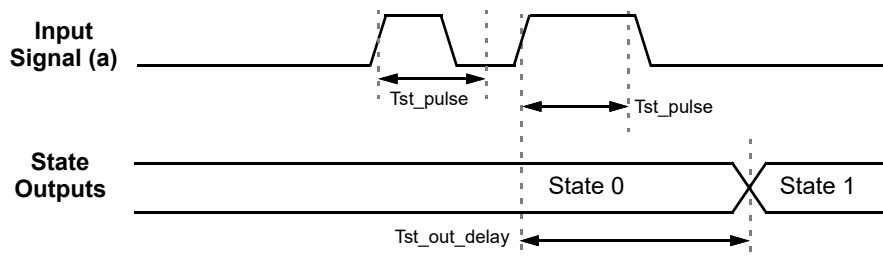 Input
Signal (a)
Tst_pulse
Tst_pulse
State
Outputs
State 0
State 1
Tst_out_delay